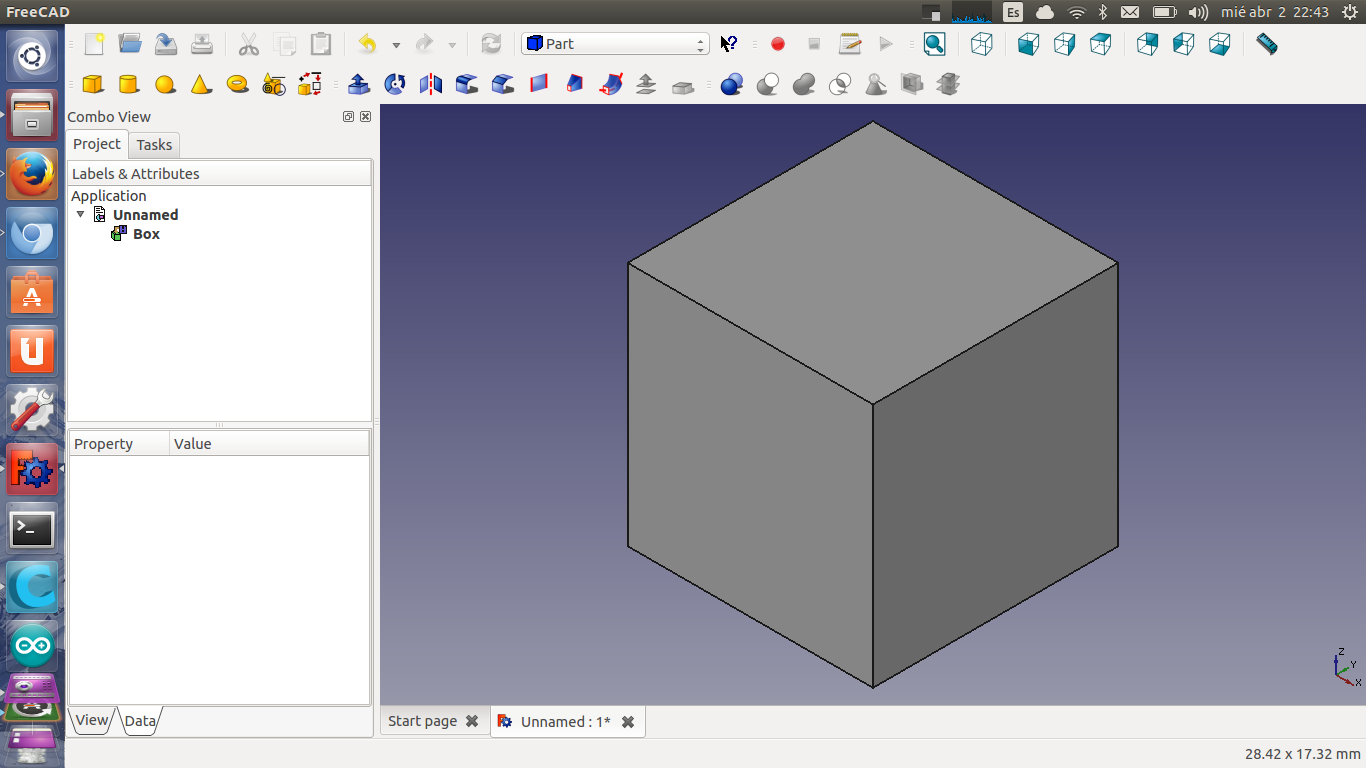 FreeCAD
Es
mié abr 2 22:43
Part
Combo View
Project
Tasks
Labels & Attributes
Application
Unnamed
Box
Property
Value
View
Data
Start page
Unnamed : 1*
Z
Y
X
28.42 x 17.32 mm